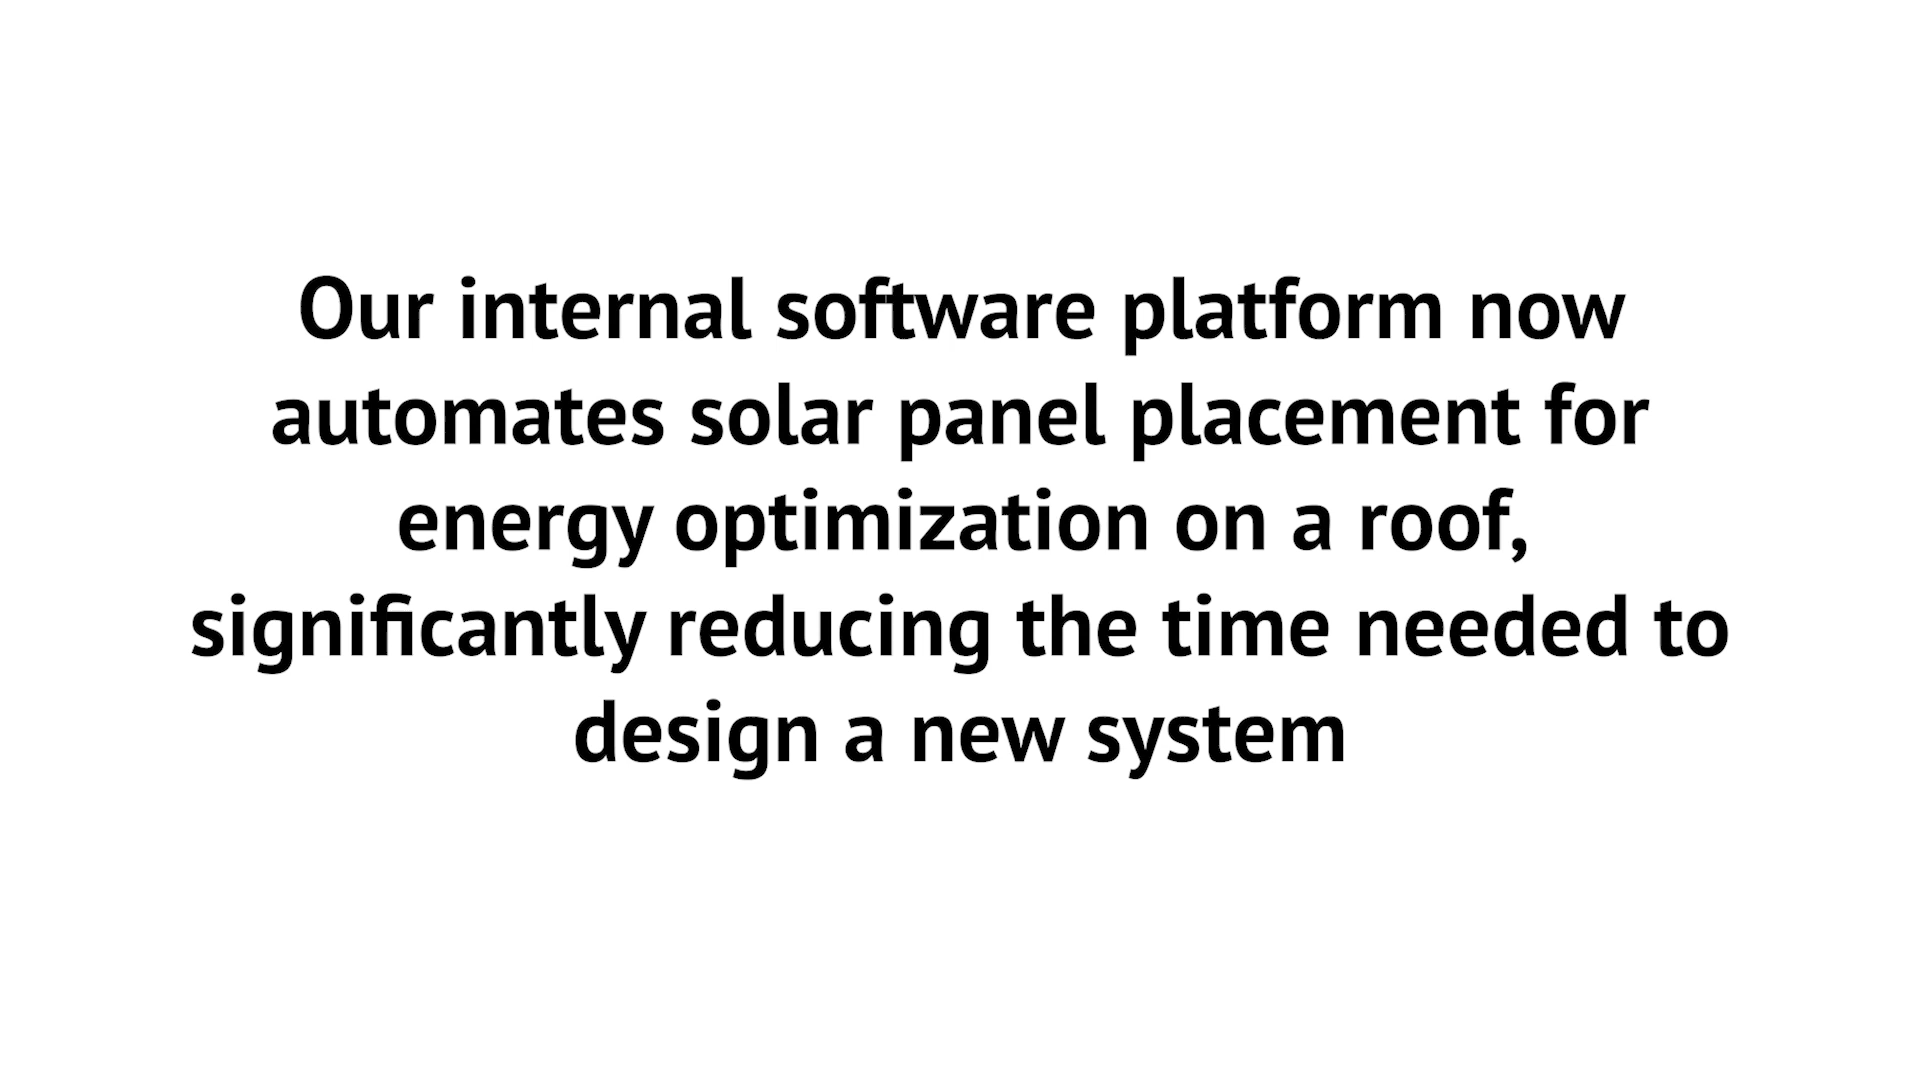 Our internal software platform now
automates solar panel placement for
energy optimization on a roof,
significantly reducing the time needed to
design a new system